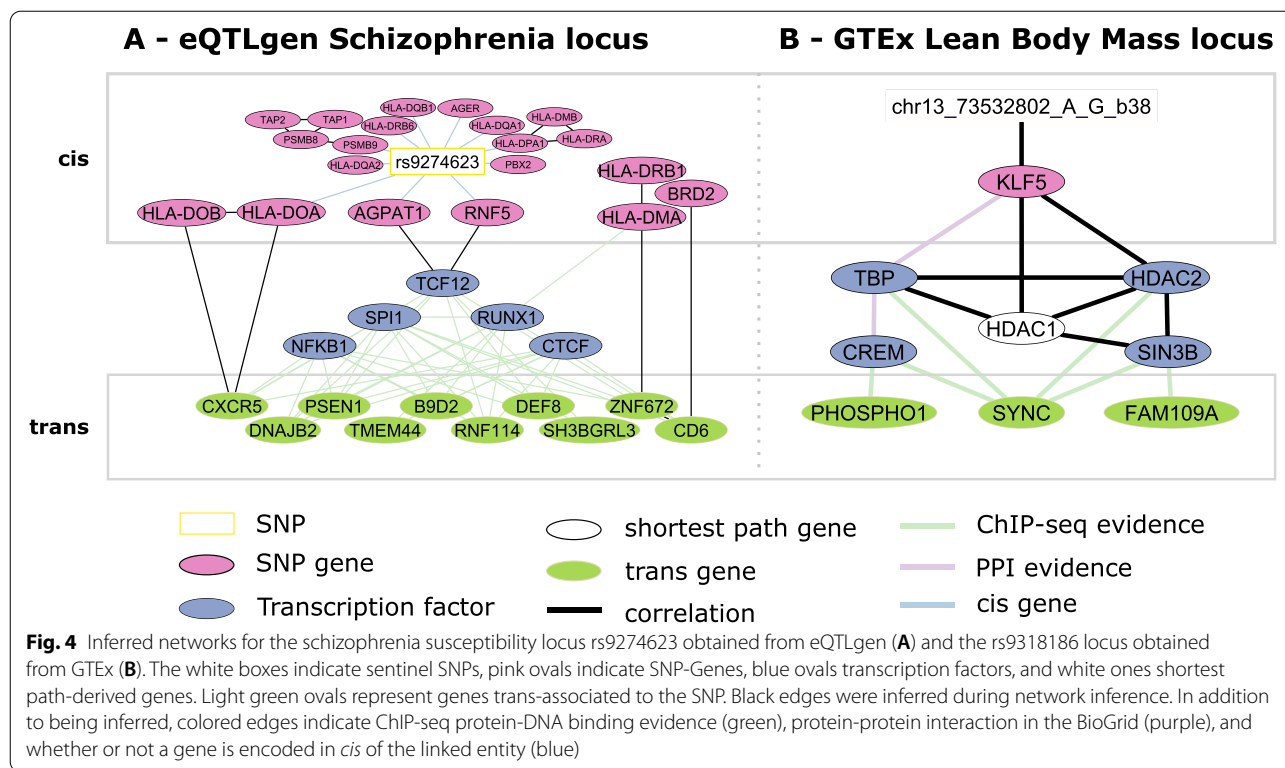 A - eQTLgen Schizophrenia locus
B - GTEx Lean Body Mass locus
cis
TAP2
TAP1
PSMB8
PSMB9
HLA-DQB1
HLA-DRB6
AGER
HLA-DQA1
HLA-DMB
HLA-DPA1
HLA-DRA
HLA-DQA2
rs9274623
PBX2
HLA-DRB1
BRD2
HLA-DOB
HLA-DOA
AGPAT1
RNF5
HLA-DMA
TCF12
SPI1
RUNX1
NFKB1
CTCF
trans
CXCR5
PSEN1
B9D2
DEF8
ZNF672
DNAJB2
TMEM44
RNF114
SH3BGRL3
CD6
chr13_73532802_A_G_b38
KLF5
TBP
HDAC2
HDAC1
CREM
SIN3B
PHOSPHO1
SYNC
FAM109A
SNP
SNP gene
Transcription factor
shortest path gene
trans gene
correlation
ChIP-seq evidence
PPI evidence
cis gene
Fig. 4 Inferred networks for the schizophrenia susceptibility locus rs9274623 obtained from eQTLgen (A) and the rs9318186 locus obtained
from GTEx (B). The white boxes indicate sentinel SNPs, pink ovals indicate SNP-Genes, blue ovals transcription factors, and white ones shortest
path-derived genes. Light green ovals represent genes trans-associated to the SNP. Black edges were inferred during network inference. In addition
to being inferred, colored edges indicate ChIP-seq protein-DNA binding evidence (green), protein-protein interaction in the BioGrid (purple), and
whether or not a gene is encoded in cis of the linked entity (blue)